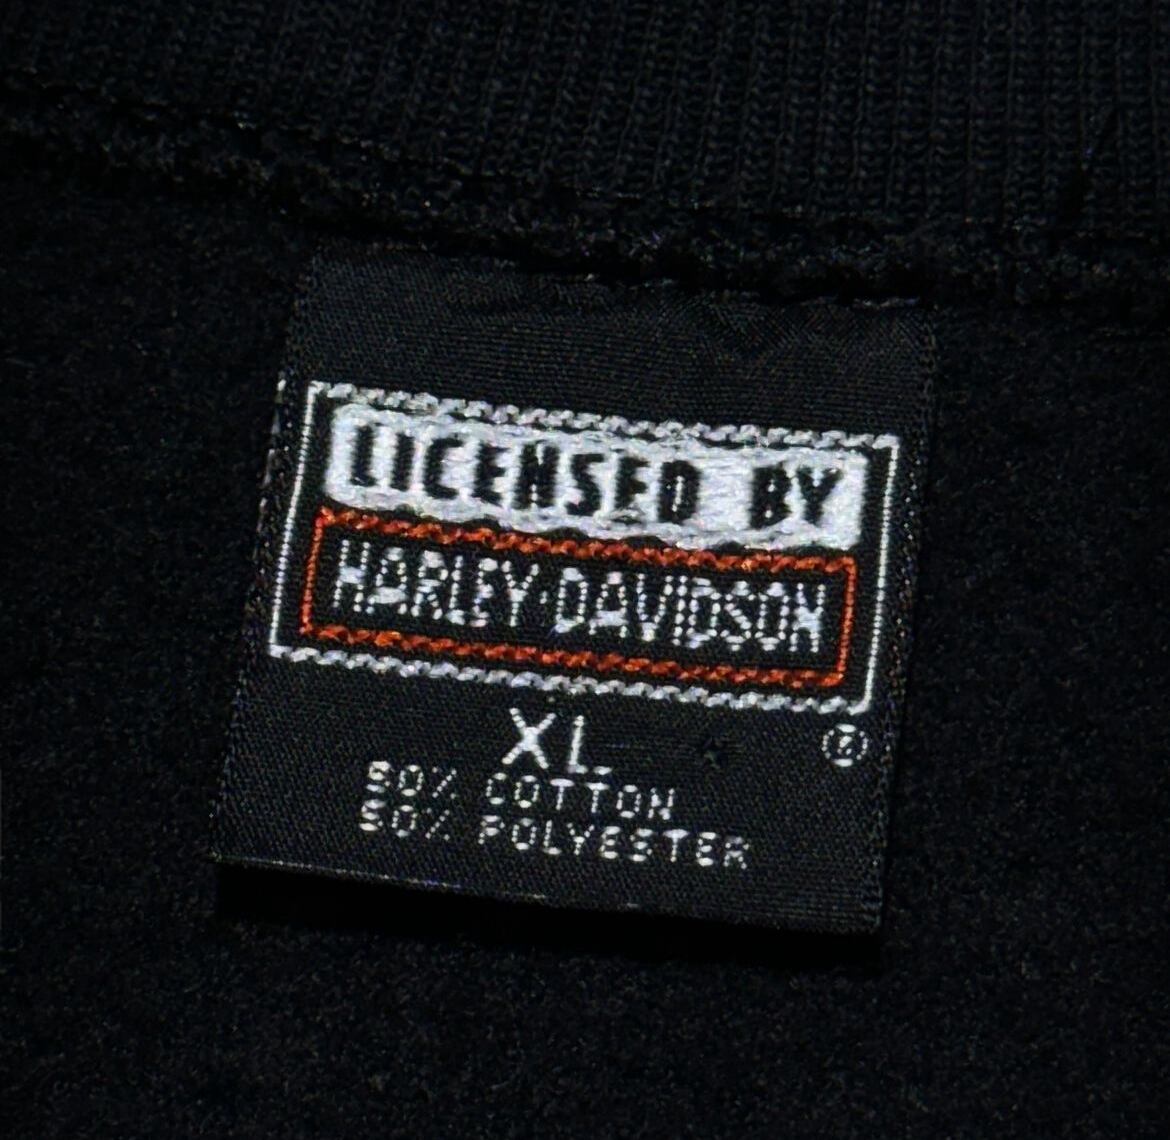 LICENSED BY
HARLEY-DAVIDSON
®
XL
50% COTTON
50% POLYESTER